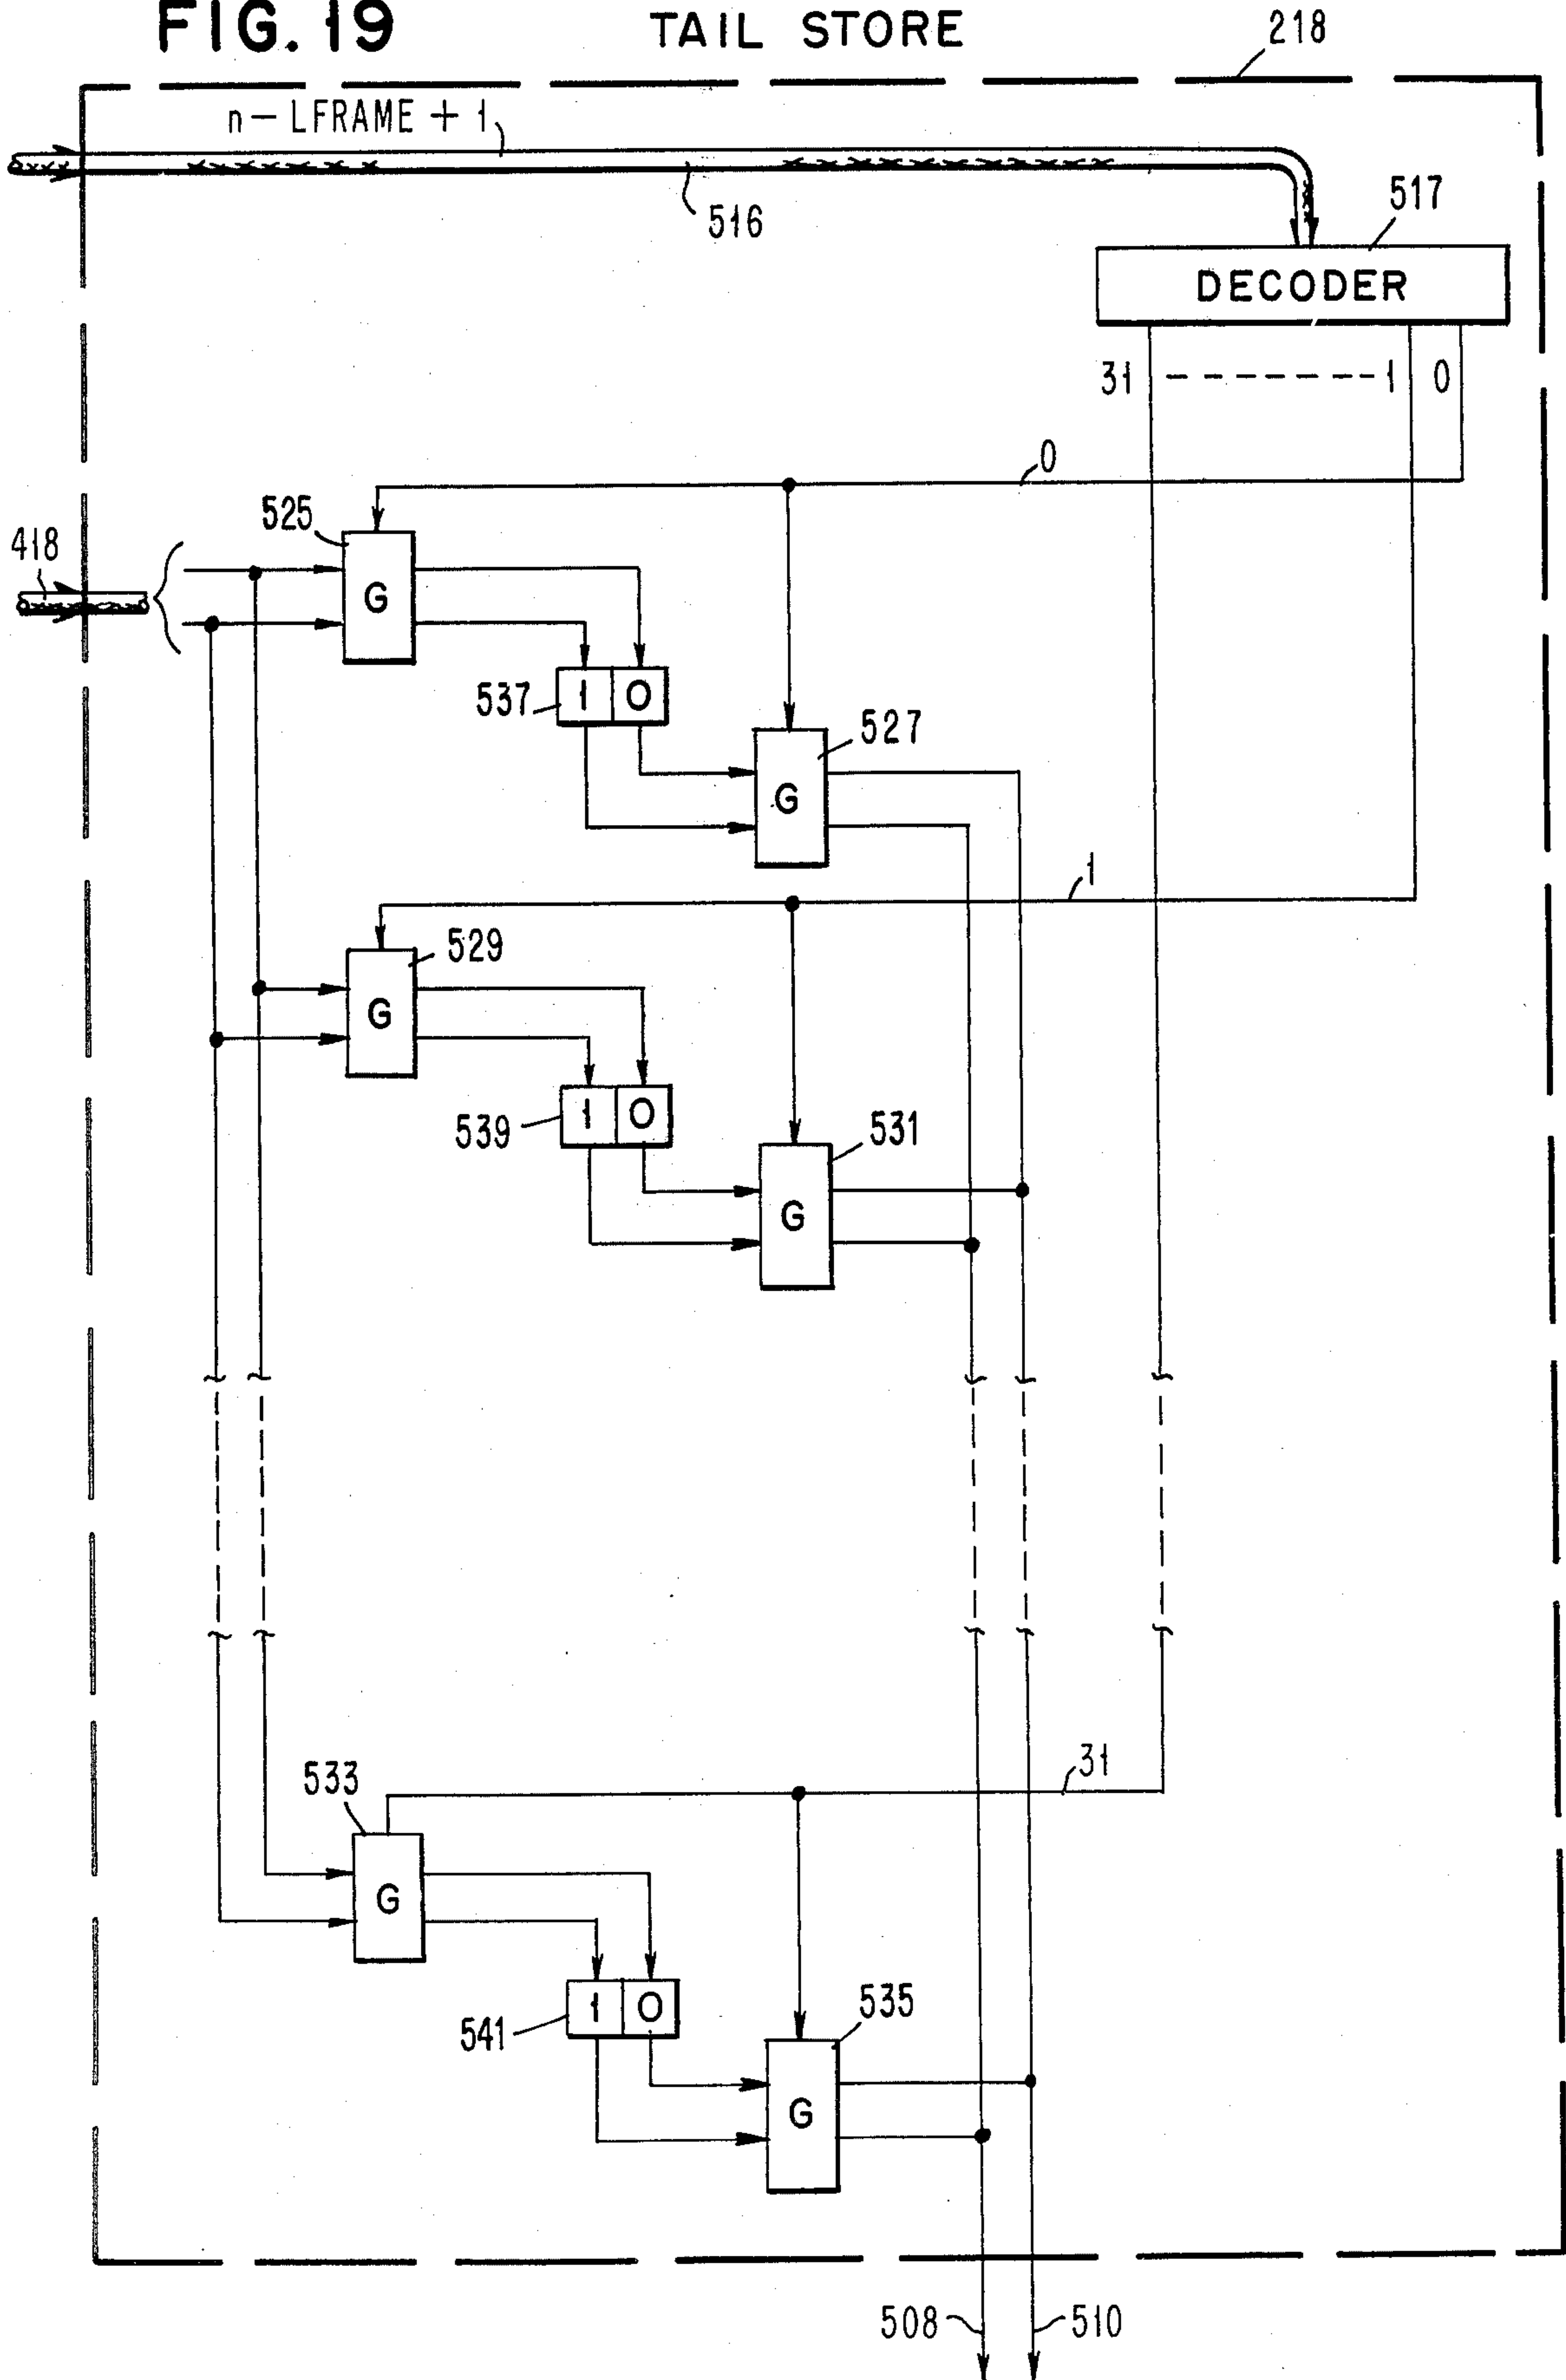 FIG. 19 TAIL STORE
218
n – LFRAME + 1
516
517
DECODER
31 - - - - - - - - 1 0
0
525
418
G
537
1 0
527
G
1
529
G
539
1 0
531
G
31
533
G
541
1 0
535
G
508
510